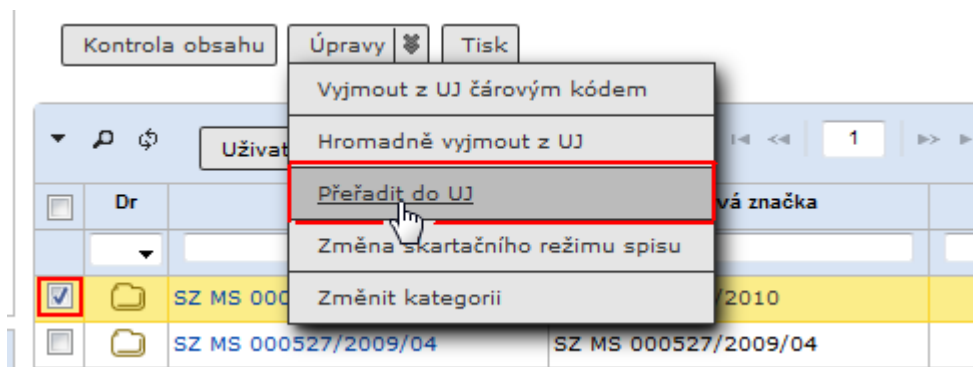 Kontrola obsahu Úpravy Tisk
Vyjmout z UJ čárovým kódem
Hromadně vyjmout z UJ
Uživat 1
Přeřadit do UJ
Dr vá značka
Změna skartačního režimu spisu
Změnit kategorii
SZ MS 000 /2010
SZ MS 000527/2009/04 SZ MS 000527/2009/04